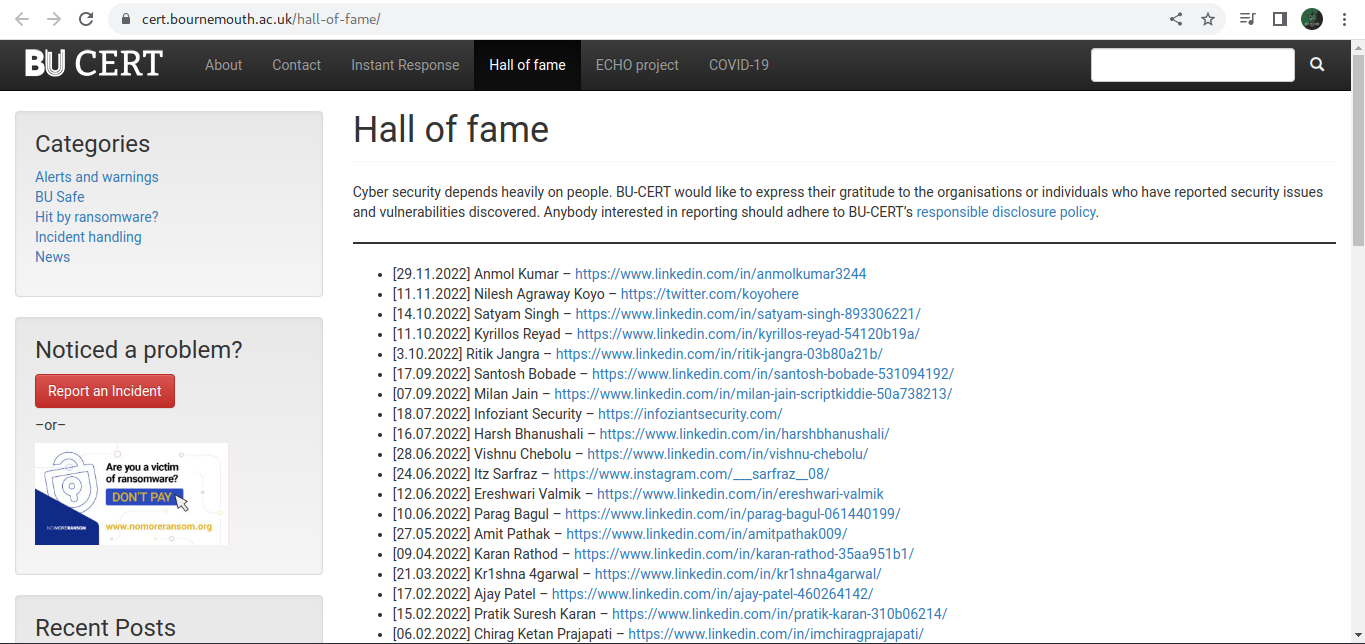 cert.bournemouth.ac.uk/hall-of-fame/
BU CERT
About
Contact
Instant Response
Hall of fame
ECHO project
COVID-19
Categories
Alerts and warnings
BU Safe
Hit by ransomware?
Incident handling
News
Noticed a problem?
Report an Incident
–or–
Are you a victim
of ransomware?
DON'T PAY
NOMORERANSOM
www.nomoreransom.org
Recent Posts
Hall of fame
Cyber security depends heavily on people. BU-CERT would like to express their gratitude to the organisations or individuals who have reported security issues
and vulnerabilities discovered. Anybody interested in reporting should adhere to BU-CERT’s responsible disclosure policy.
[29.11.2022] Anmol Kumar – https://www.linkedin.com/in/anmolkumar3244
[11.11.2022] Nilesh Agraway Koyo – https://twitter.com/koyohere
[14.10.2022] Satyam Singh – https://www.linkedin.com/in/satyam-singh-893306221/
[11.10.2022] Kyrillos Reyad – https://www.linkedin.com/in/kyrillos-reyad-54120b19a/
[3.10.2022] Ritik Jangra – https://www.linkedin.com/in/ritik-jangra-03b80a21b/
[17.09.2022] Santosh Bobade – https://www.linkedin.com/in/santosh-bobade-531094192/
[07.09.2022] Milan Jain – https://www.linkedin.com/in/milan-jain-scriptkiddie-50a738213/
[18.07.2022] Infoziant Security – https://infoziantsecurity.com/
[16.07.2022] Harsh Bhanushali – https://www.linkedin.com/in/harshbhanushali/
[28.06.2022] Vishnu Chebolu – https://www.linkedin.com/in/vishnu-chebolu/
[24.06.2022] Itz Sarfraz – https://www.instagram.com/___sarfraz__08/
[12.06.2022] Ereshwari Valmik – https://www.linkedin.com/in/ereshwari-valmik
[10.06.2022] Parag Bagul – https://www.linkedin.com/in/parag-bagul-061440199/
[27.05.2022] Amit Pathak – https://www.linkedin.com/in/amitpathak009/
[09.04.2022] Karan Rathod – https://www.linkedin.com/in/karan-rathod-35aa951b1/
[21.03.2022] Kr1shna 4garwal – https://www.linkedin.com/in/kr1shna4garwal/
[17.02.2022] Ajay Patel – https://www.linkedin.com/in/ajay-patel-460264142/
[15.02.2022] Pratik Suresh Karan – https://www.linkedin.com/in/pratik-karan-310b06214/
[06.02.2022] Chirag Ketan Prajapati – https://www.linkedin.com/in/imchiragprajapati/